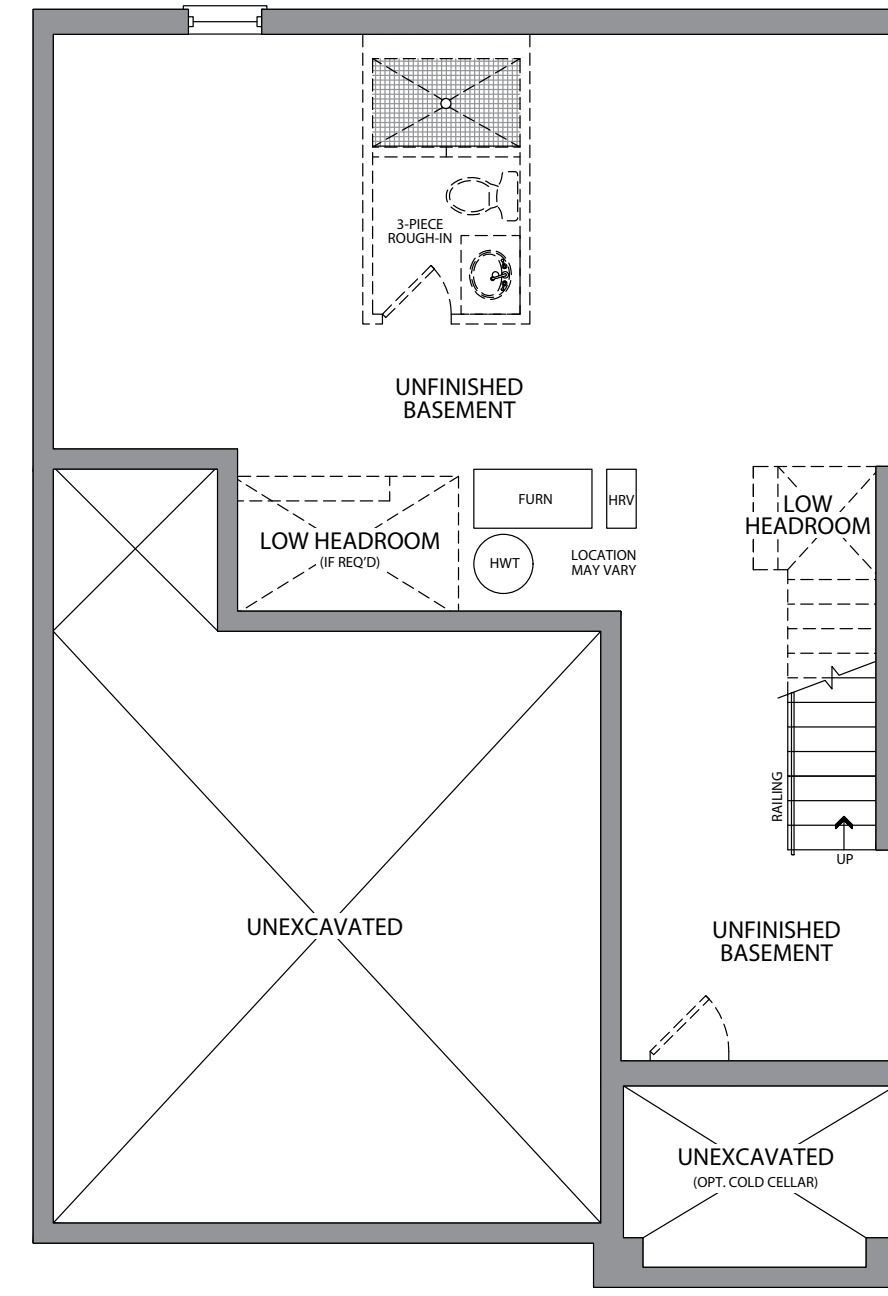 3-PIECE
ROUGH-IN
UNFINISHED
BASEMENT
LOW HEADROOM
(IF REQ'D)
FURN
HRV
HWT
LOCATION
MAY VARY
LOW
HEADROOM
RAILING
UP
UNEXCAVATED
UNFINISHED
BASEMENT
UNEXCAVATED
(OPT. COLD CELLAR)